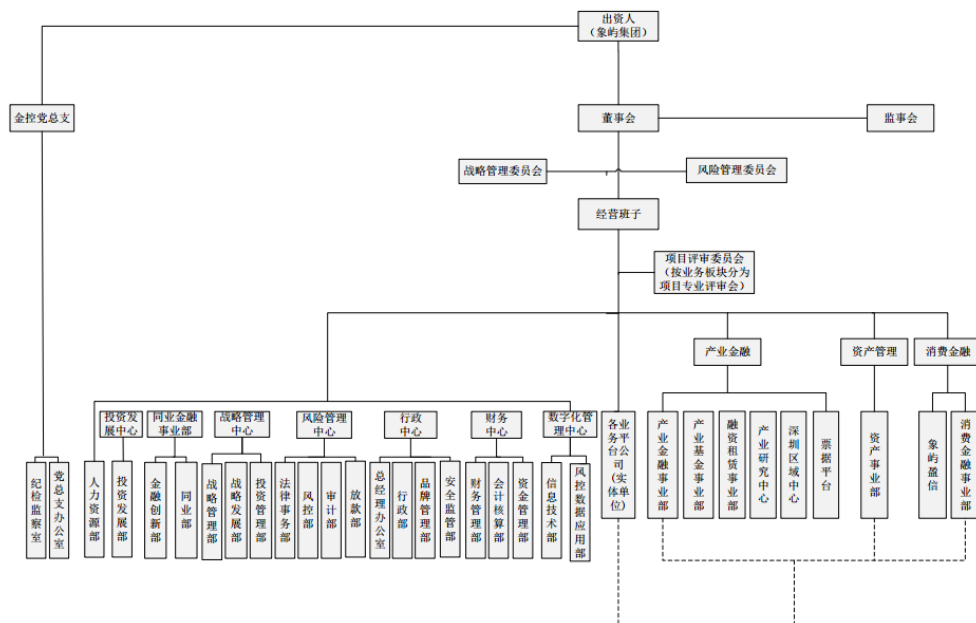 出资人
（象屿集团）
金控党总支
董事会
监事会
战略管理委员会
风险管理委员会
经营班子
项目评审委员会
（按业务板块分为
项目专业评审会）
产业金融
资产管理
消费金融
投资发
展中心
同业金融
事业部
战略管理
中心
风险管理
中心
行政
中心
财务
中心
数字化管
理中心
纪检监察室
党总支办公室
人力资源部
投资发展部
金融创新部
同业部
战略管理部
战略发展部
投资管理部
法律事务部
风控部
审计部
放款部
总经理办公室
行政部
品牌管理部
安全监管部
财务管理部
会计核算部
资金管理部
信息技术部
风控数据应用部
各业务平台公司(实体单位)
产业金融事业部
产业基金事业部
融资租赁事业部
产业研究中心
深圳区域中心
票据平台
资产事业部
象屿盈信
消费金融事业部